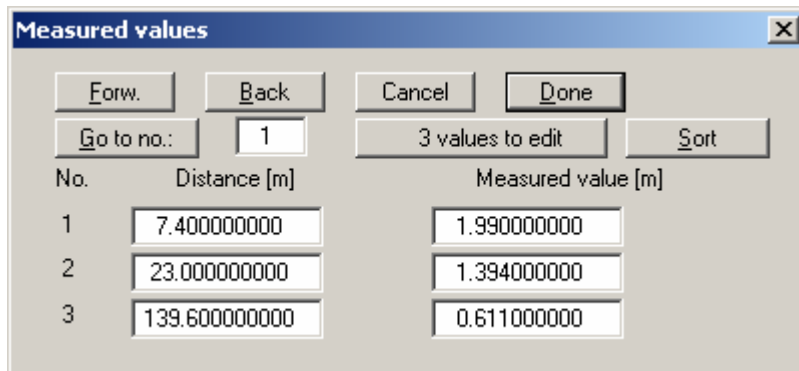 Measured values
Forw. Back Cancel Done
Go to no.: 1 3 values to edit Sort
No. Distance [m] Measured value [m]
1 7.400000000 1.990000000
2 23.000000000 1.394000000
3 139.600000000 0.611000000